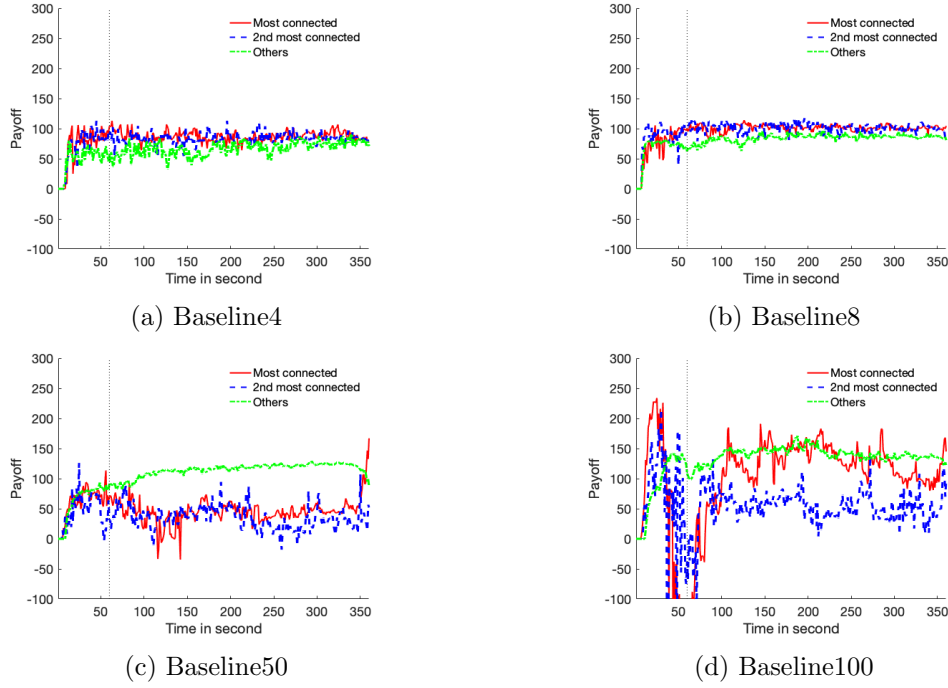 300
250
200
150
100
50
0
-50
-100
Payoff
50 100 150 200 250 300 350
Time in second
Most connected
2nd most connected
Others
(a) Baseline4
300
250
200
150
100
50
0
-50
-100
Payoff
50 100 150 200 250 300 350
Time in second
Most connected
2nd most connected
Others
(b) Baseline8
300
250
200
150
100
50
0
-50
-100
Payoff
50 100 150 200 250 300 350
Time in second
Most connected
2nd most connected
Others
(c) Baseline50
300
250
200
150
100
50
0
-50
-100
Payoff
50 100 150 200 250 300 350
Time in second
Most connected
2nd most connected
Others
(d) Baseline100